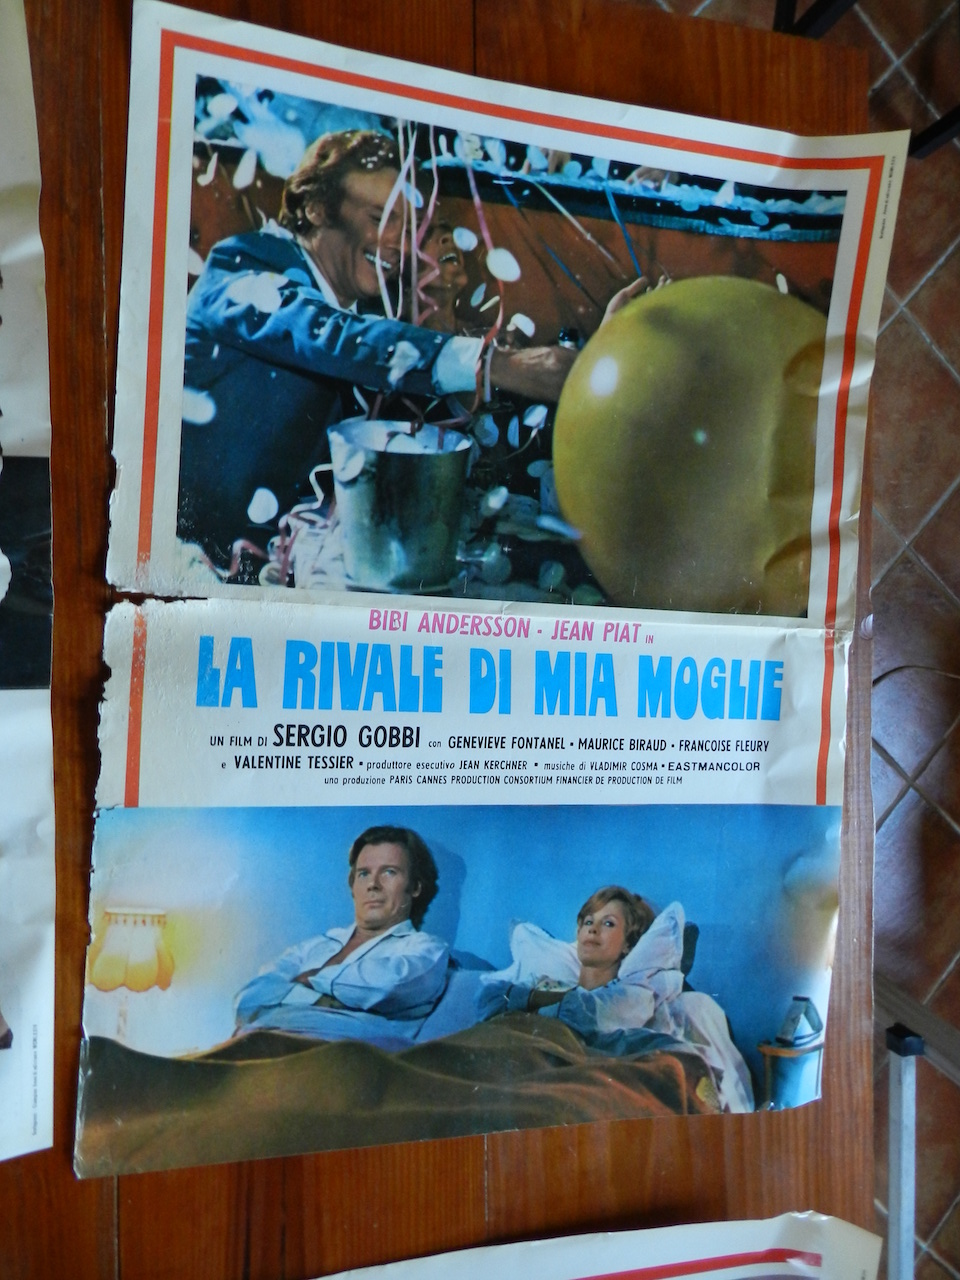 BIBI ANDERSSON - JEAN PIAT IN
LA RIVALE DI MIA MOGLIE
UN FILM DI SERGIO GOBBI con GENEVIEVE FONTANEL • MAURICE BIRAUD • FRANCOISE FLEURY
e VALENTINE TESSIER • produttore esecutivo JEAN KERCHNER • musiche di VLADIMIR COSMA • EASTMANCOLOR
una produzione PARIS CANNES PRODUCTION CONSORTIUM FINANCIER DE PRODUCTION DE FILM